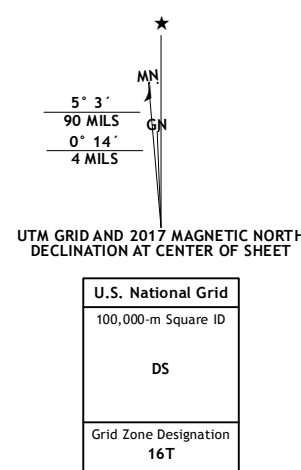 ★
MN
5° 3´
90 MILS
GN
0° 14´
4 MILS
UTM GRID AND 2017 MAGNETIC NORTH
DECLINATION AT CENTER OF SHEET
U.S. National Grid
100,000-m Square ID
DS
Grid Zone Designation
16T